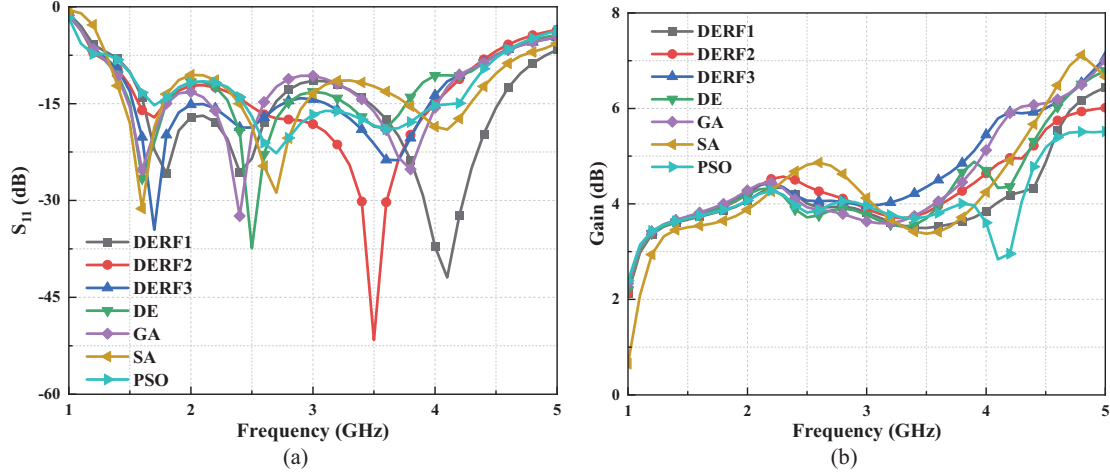 0
-15
-30
-45
-60
S11 (dB)
DERF1
DERF2
DERF3
DE
GA
SA
PSO
1
2
3
4
5
Frequency (GHz)
(a)
8
6
4
2
0
Gain (dB)
DERF1
DERF2
DERF3
DE
GA
SA
PSO
1
2
3
4
5
Frequency (GHz)
(b)